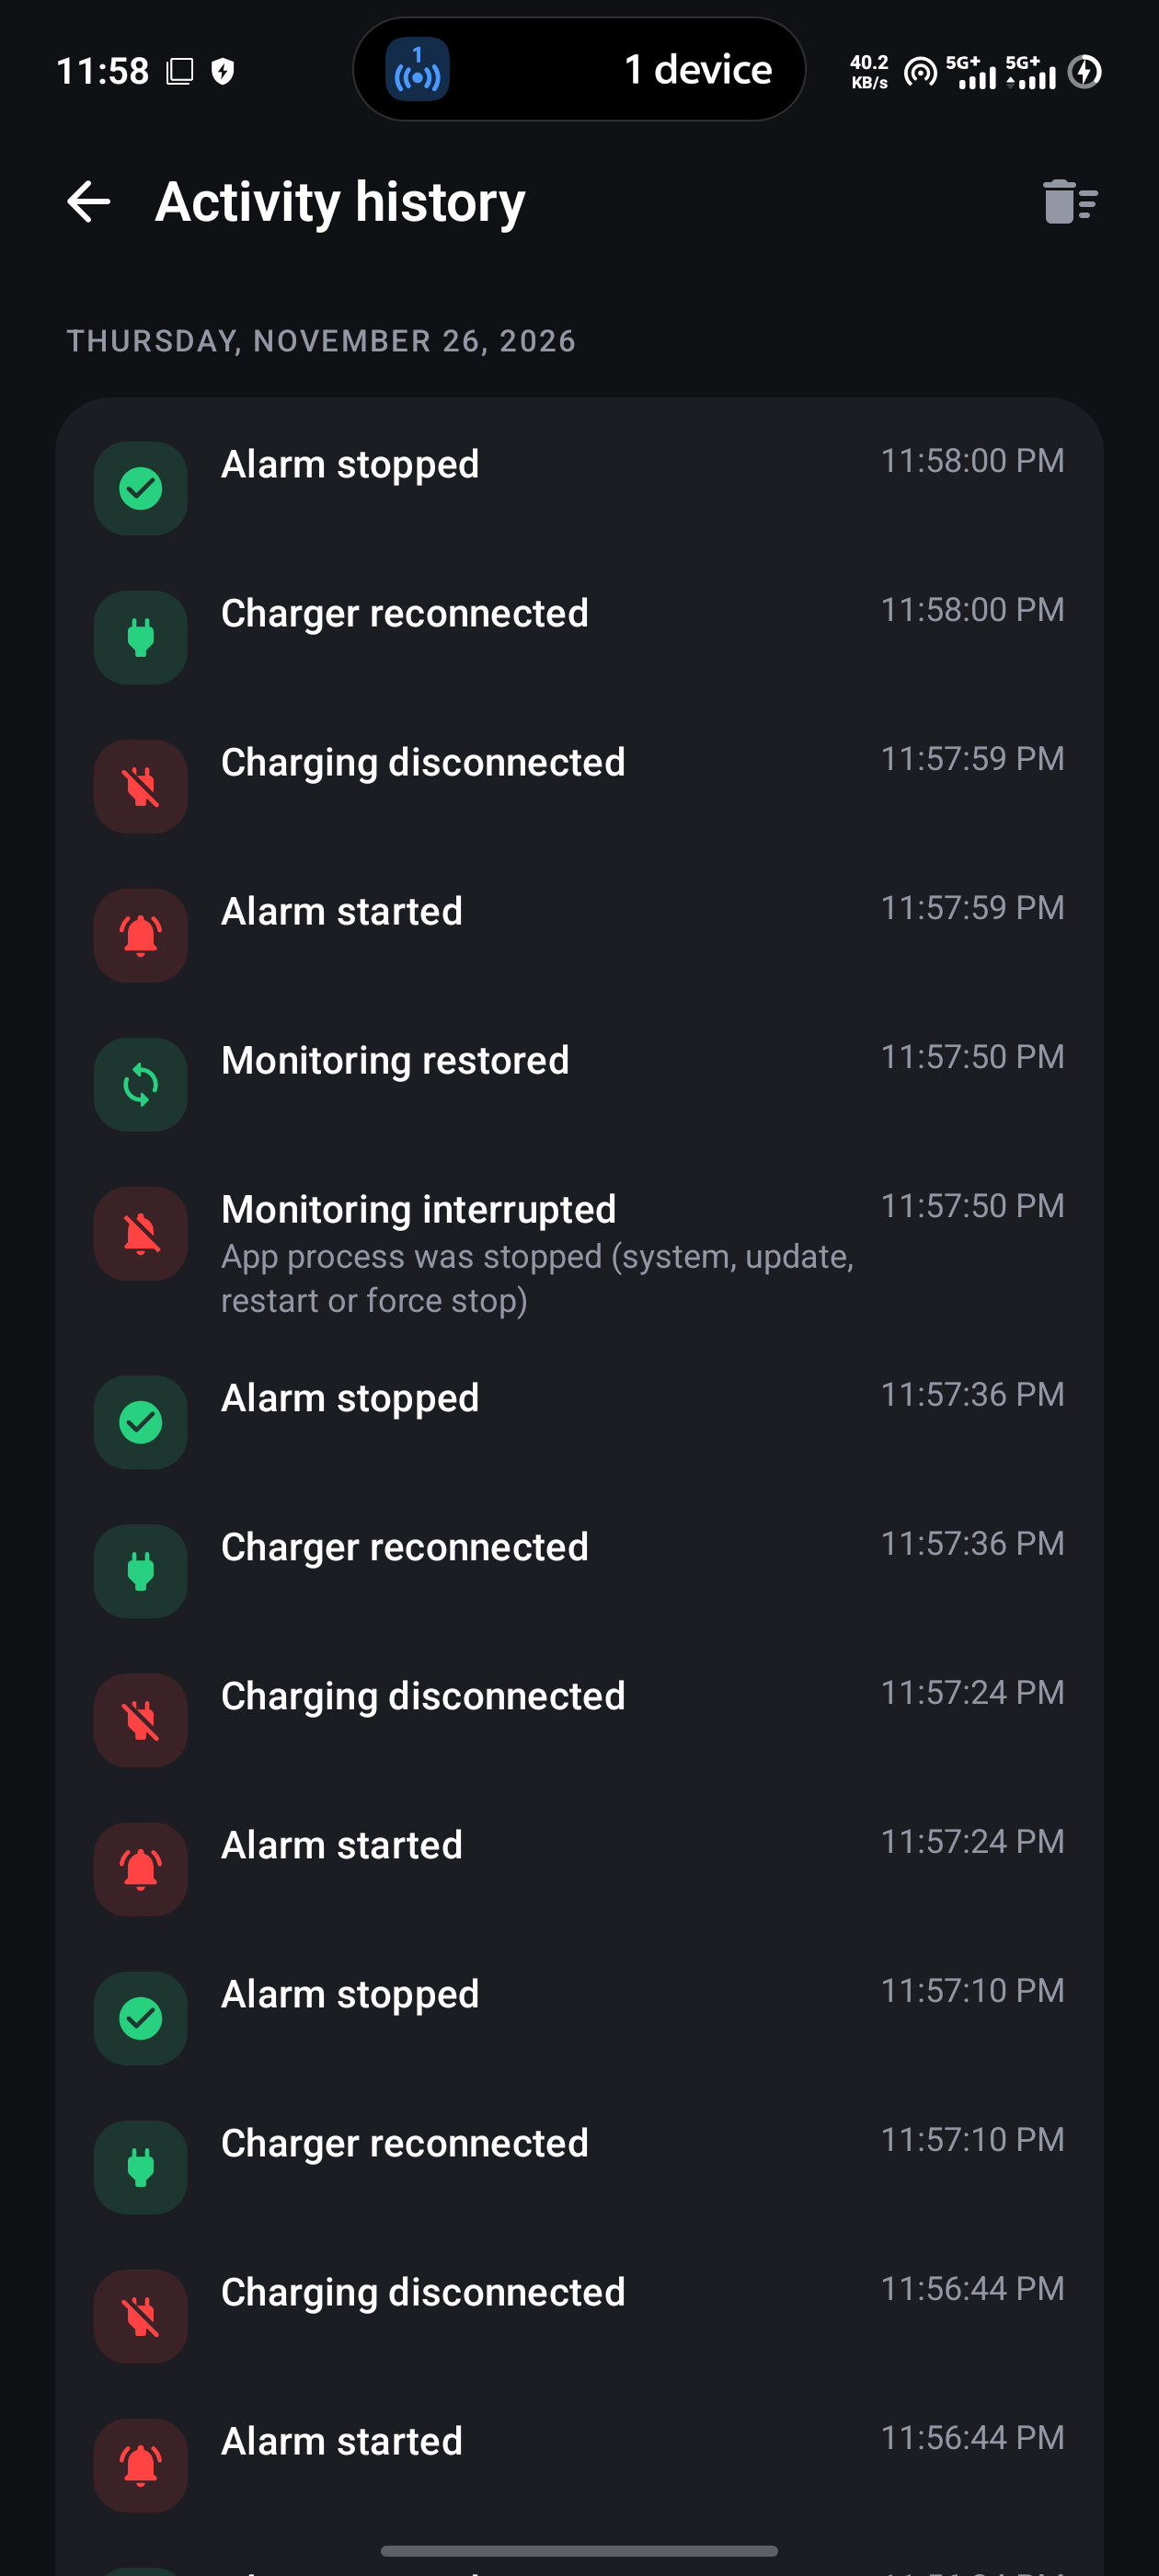 11:58
1
1 device
40.2
KB/s
5G+
5G+
Activity history
THURSDAY, NOVEMBER 26, 2026
Alarm stopped
11:58:00 PM
Charger reconnected
11:58:00 PM
Charging disconnected
11:57:59 PM
Alarm started
11:57:59 PM
Monitoring restored
11:57:50 PM
Monitoring interrupted
11:57:50 PM
App process was stopped (system, update,
restart or force stop)
Alarm stopped
11:57:36 PM
Charger reconnected
11:57:36 PM
Charging disconnected
11:57:24 PM
Alarm started
11:57:24 PM
Alarm stopped
11:57:10 PM
Charger reconnected
11:57:10 PM
Charging disconnected
11:56:44 PM
Alarm started
11:56:44 PM